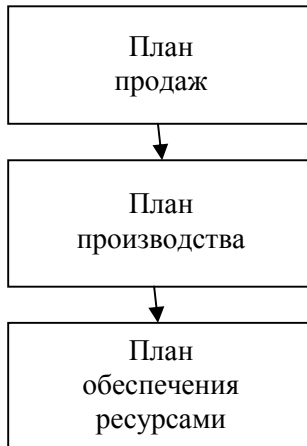 План
продаж
План
производства
План
обеспечения
ресурсами